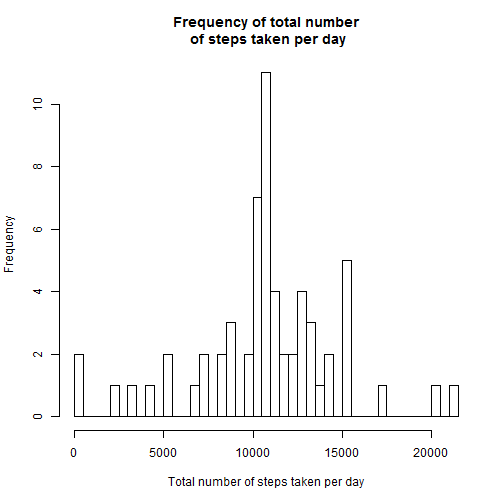 Frequency of total number
of steps taken per day
10
8
6
4
2
0
Frequency
0 5000 10000 15000 20000
Total number of steps taken per day